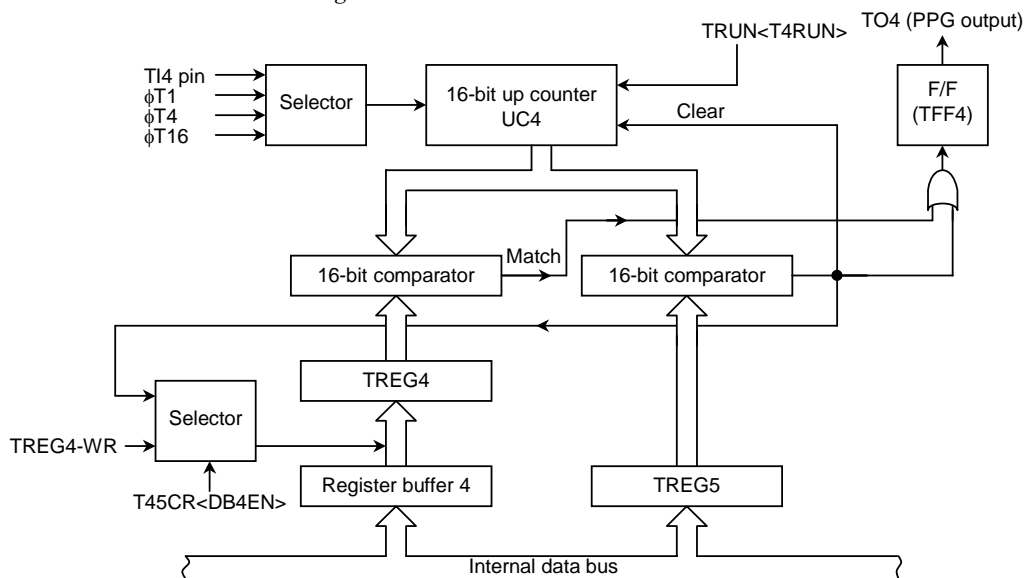 TO4 (PPG output)
TRUN<T4RUN>
TI4 pin
ϕT1
ϕT4
ϕT16
Selector
16-bit up counter
UC4
Clear
F/F
(TFF4)
Match
16-bit comparator
16-bit comparator
TREG4
Selector
TREG4-WR
T45CR<DB4EN>
Register buffer 4
TREG5
Internal data bus